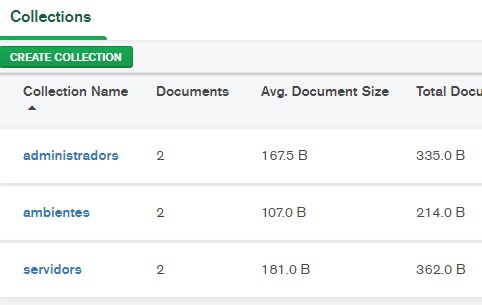 Collections
CREATE COLLECTION
Collection Name Documents Avg. Document Size Total Docu
administradors 2 167.5 B 335.0 B
ambientes 2 107.0 B 214.0 B
servidors 2 181.0 B 362.0 B